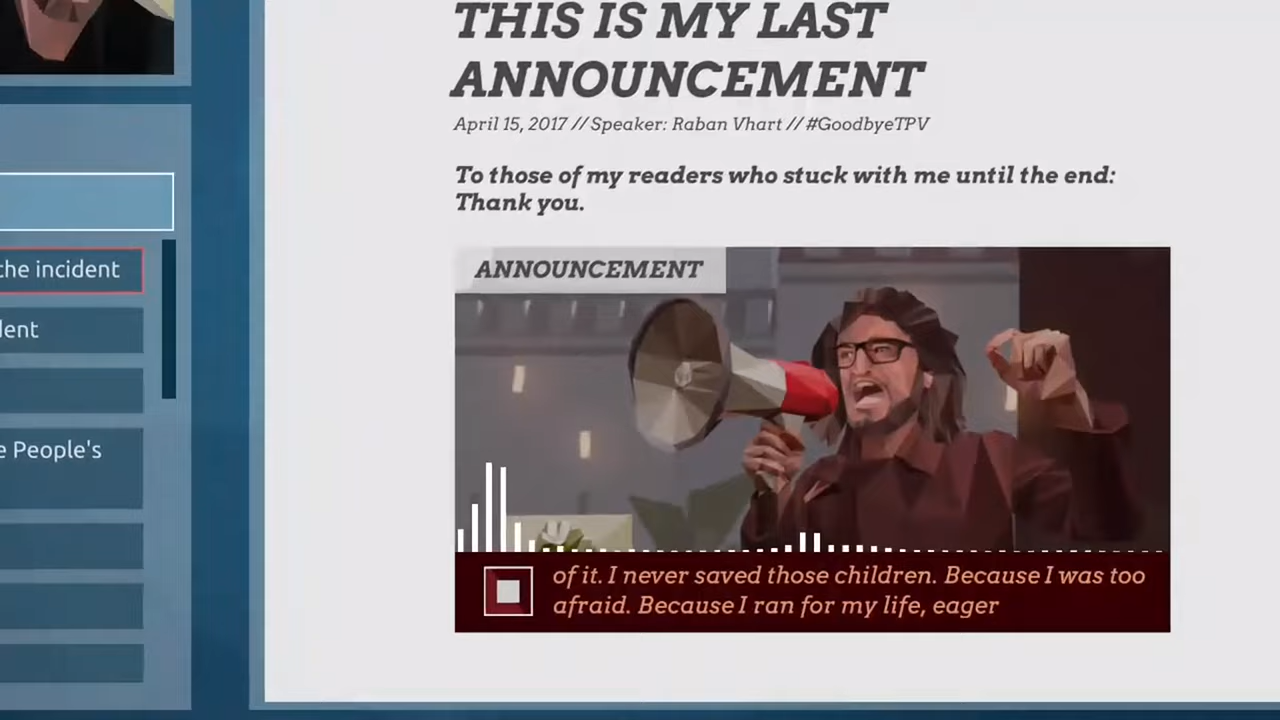 THIS IS MY LAST
ANNOUNCEMENT
April 15, 2017 // Speaker: Raban Vhart // #GoodbyeTPV
To those of my readers who stuck with me until the end:
Thank you.
the incident
ANNOUNCEMENT
e People's
of it. I never saved those children. Because I was too
afraid. Because I ran for my life, eager